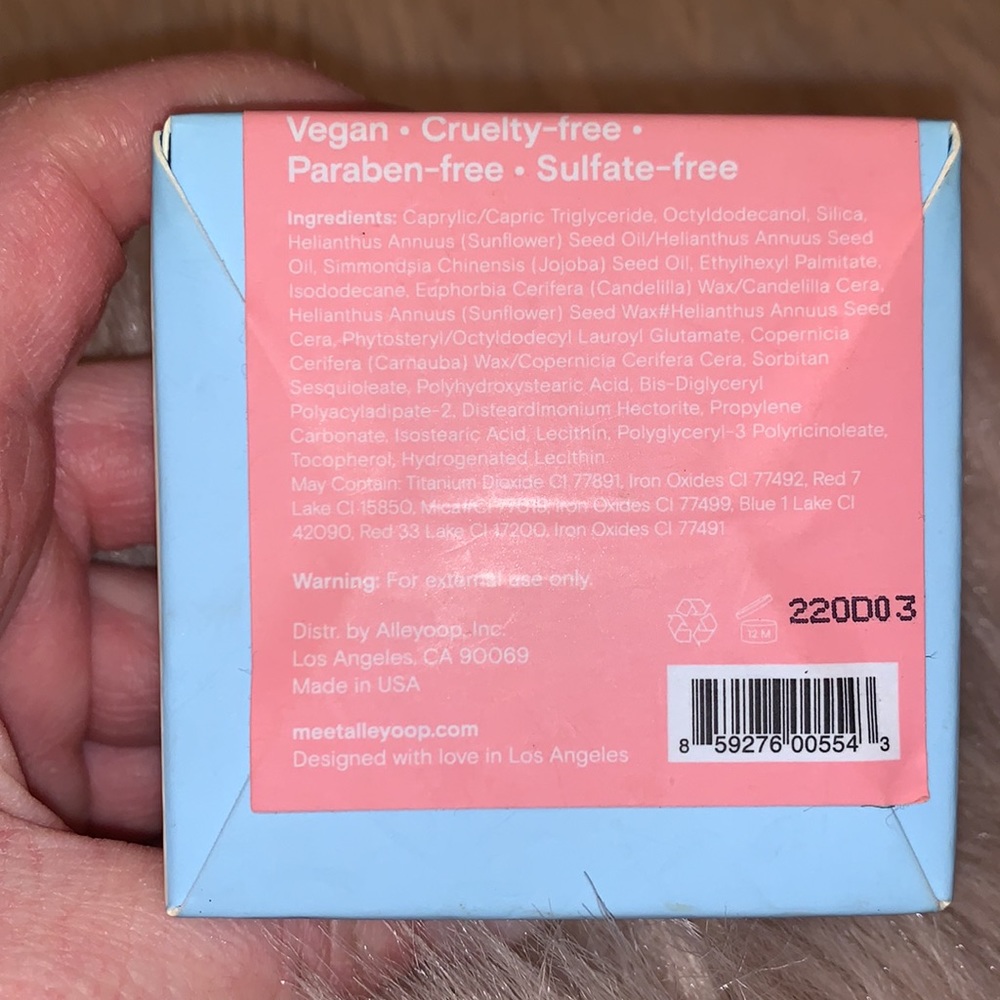 Vegan • Cruelty-free •
Paraben-free • Sulfate-free
Ingredients: Caprylic/Capric Triglyceride, Octyldodecanol, Silica,
Helianthus Annuus (Sunflower) Seed Oil/Helianthus Annuus Seed
Oil, Simmondsia Chinensis (Jojoba) Seed Oil, Ethylhexyl Palmitate,
Isododecane, Euphorbia Cerifera (Candelilla) Wax/Candelilla Cera,
Helianthus Annuus (Sunflower) Seed Wax#Helianthus Annuus Seed
Cera, Phytosteryl/Octyldodecyl Lauroyl Glutamate, Copernicia
Cerifera (Carnauba) Wax/Copernicia Cerifera Cera, Sorbitan
Sesquioleate, Polyhydroxystearic Acid, Bis-Diglyceryl
Polyacyladipate-2, Disteardimonium Hectorite, Propylene
Carbonate, Isostearic Acid, Lecithin, Polyglyceryl-3 Polyricinoleate,
Tocopherol, Hydrogenated Lecithin
May Contain: Titanium Dioxide CI 77891, Iron Oxides CI 77492, Red 7
Lake CI 15850, Mica#CI 77019, Iron Oxides CI 77499, Blue 1 Lake CI
42090, Red 33 Lake CI 17200, Iron Oxides CI 77491
Warning: For external use only.
220D03
12 M
Distr. by Alleyoop, Inc.
Los Angeles, CA 90069
Made in USA
meetalleyoop.com
Designed with love in Los Angeles
8 59276 00554 3